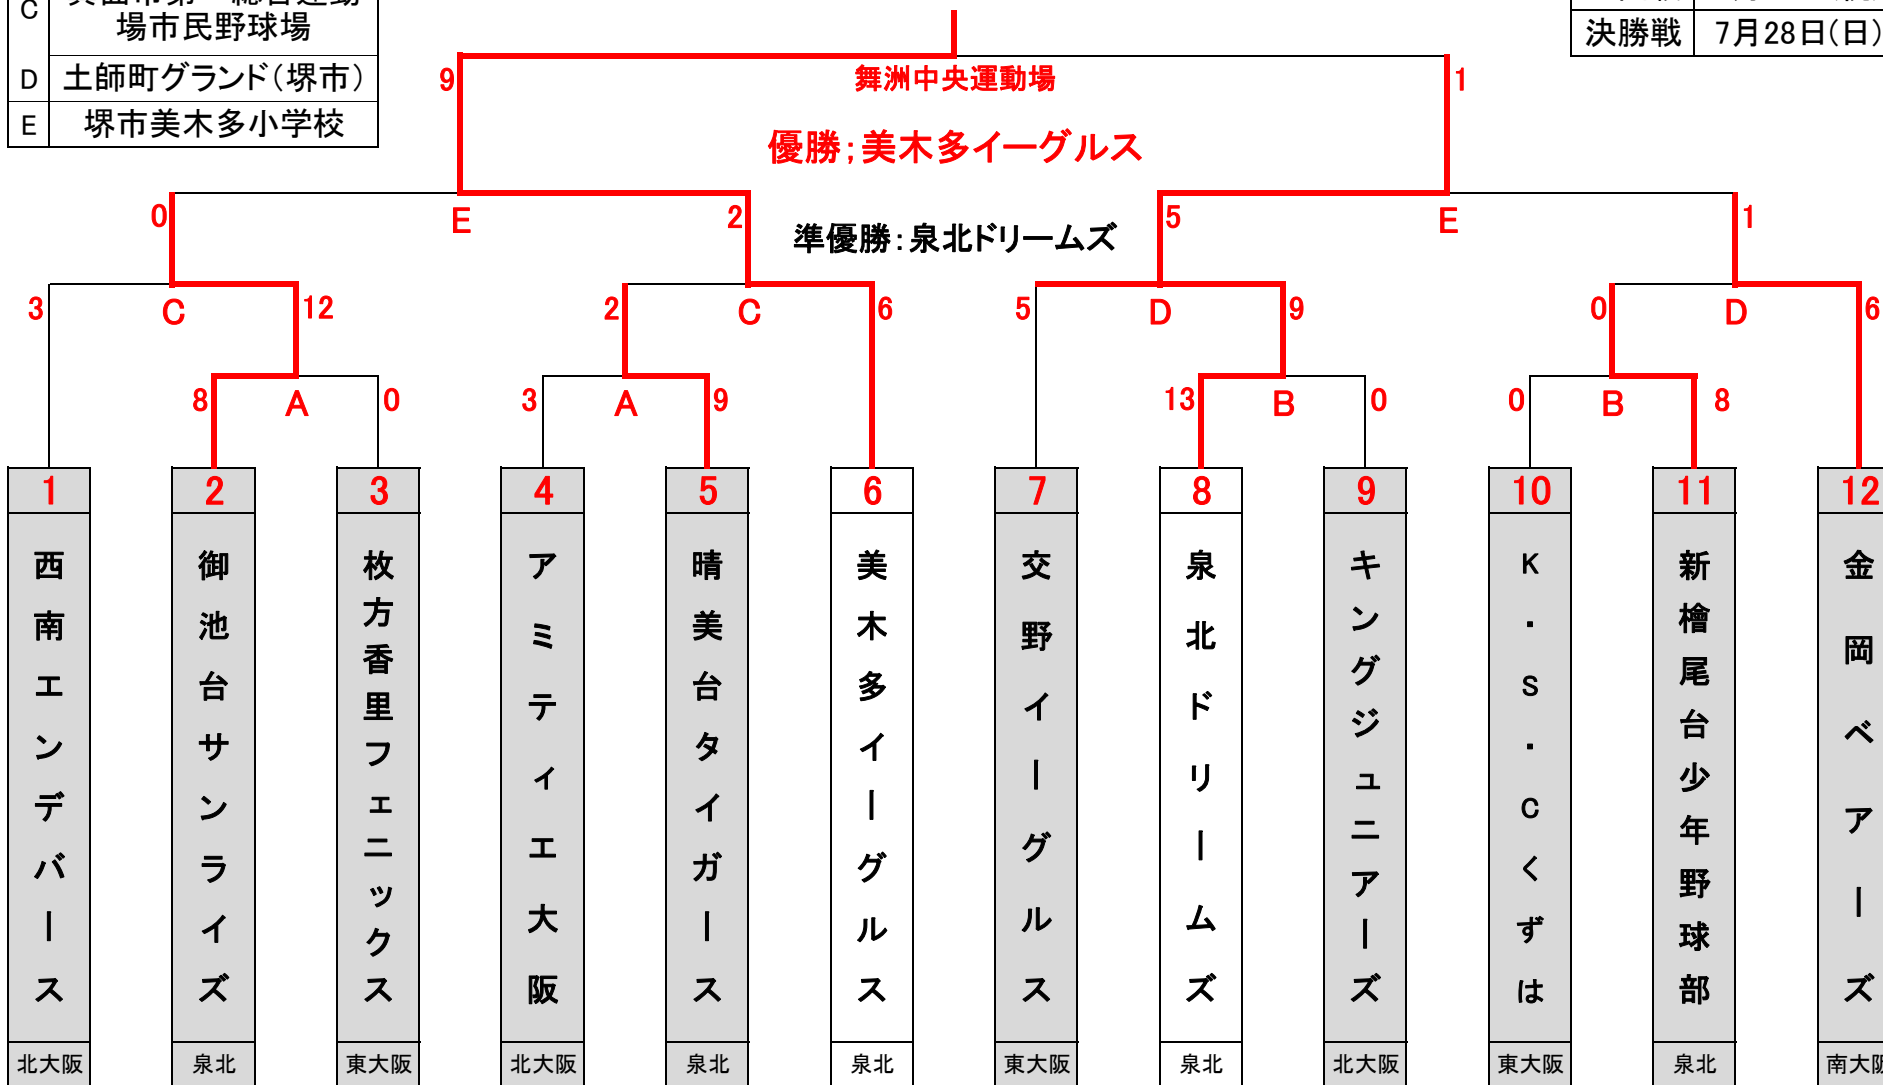 C
場市民野球場
D 土師町グランド(堺市)
E 堺市美木多小学校
決勝戦 7月28日(日)
9 1
舞洲中央運動場
優勝;美木多イーグルス
0 E 2 5 E 1
準優勝:泉北ドリームズ
3 C 12 2 C 6 5 D 9 0 D 6
8 A 0 3 A 9 13 B 0 0 B 8
1 2 3 4 5 6 7 8 9 10 11 12
西南エンデバース
御池台サンライズ
枚方香里フェニックス
アミティエ大阪
晴美台タイガース
美木多イーグルス
交野イーグルス
泉北ドリームズ
キングジュニアーズ
K・S・Cくずは
新檜尾台少年野球部
金岡ベアーズ
北大阪 泉北 東大阪 北大阪 泉北 泉北 東大阪 泉北 北大阪 東大阪 泉北 南大阪